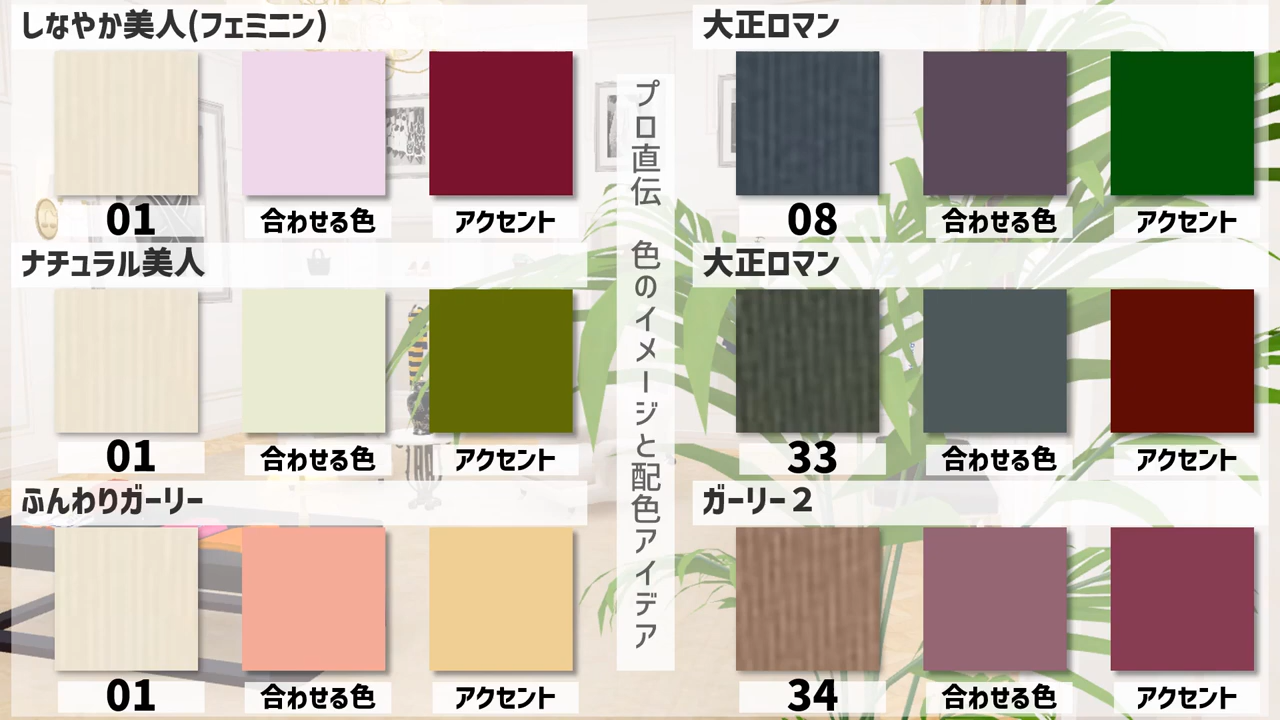 しなやか美人(フェミニン)
01
合わせる色
アクセント
ナチュラル美人
01
合わせる色
アクセント
ふんわりガーリー
01
合わせる色
アクセント
プロ直伝 色のイメージと配色アイデア
大正ロマン
08
合わせる色
アクセント
大正ロマン
33
合わせる色
アクセント
ガーリー２
34
合わせる色
アクセント